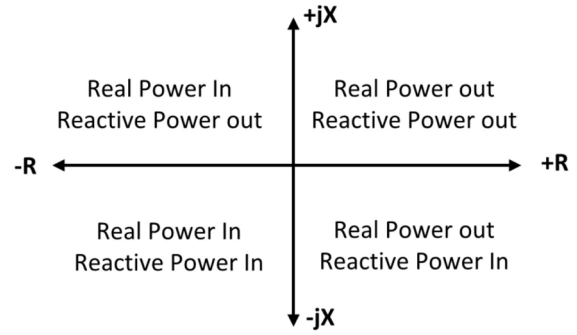 +jX
Real Power In
Reactive Power out
Real Power out
Reactive Power out
-R
+R
Real Power In
Reactive Power In
Real Power out
Reactive Power In
-jX